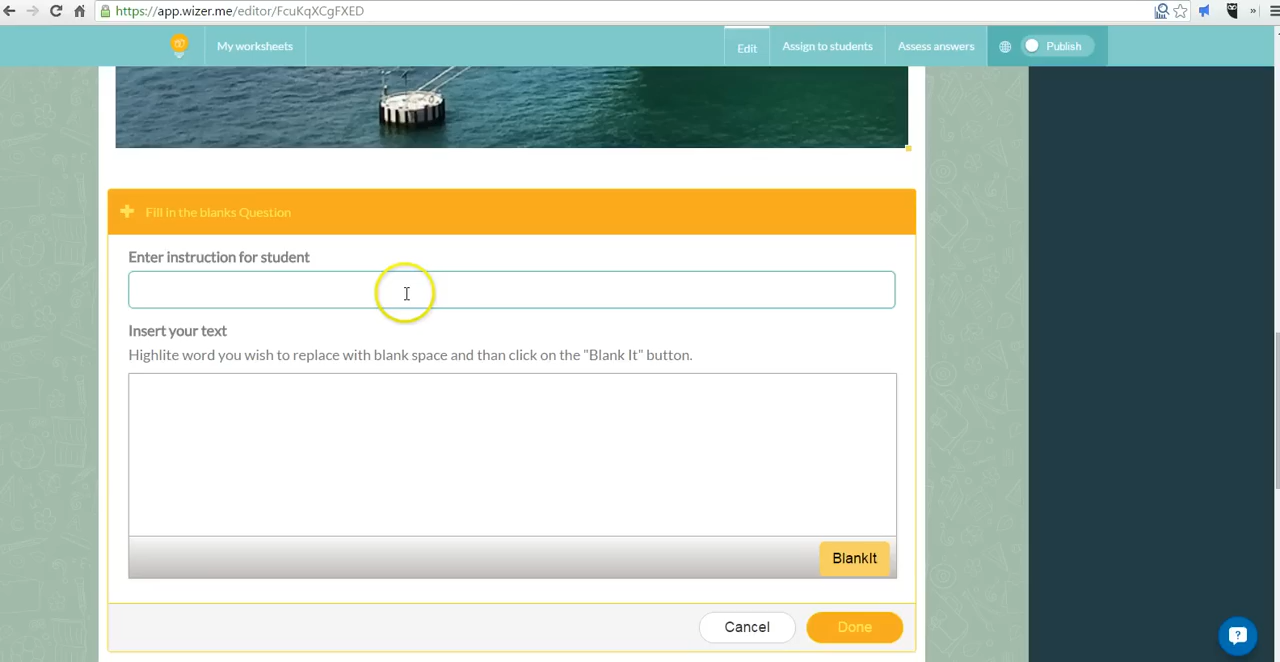 https://app.wizer.me/editor/FcuKqXCgFXED
»
My worksheets
Edit
Assign to students
Assess answers
Publish
Fill in the blanks Question
Enter instruction for student
Insert your text
Highlite word you wish to replace with blank space and than click on the "Blank It" button.
BlankIt
Cancel
Done
?